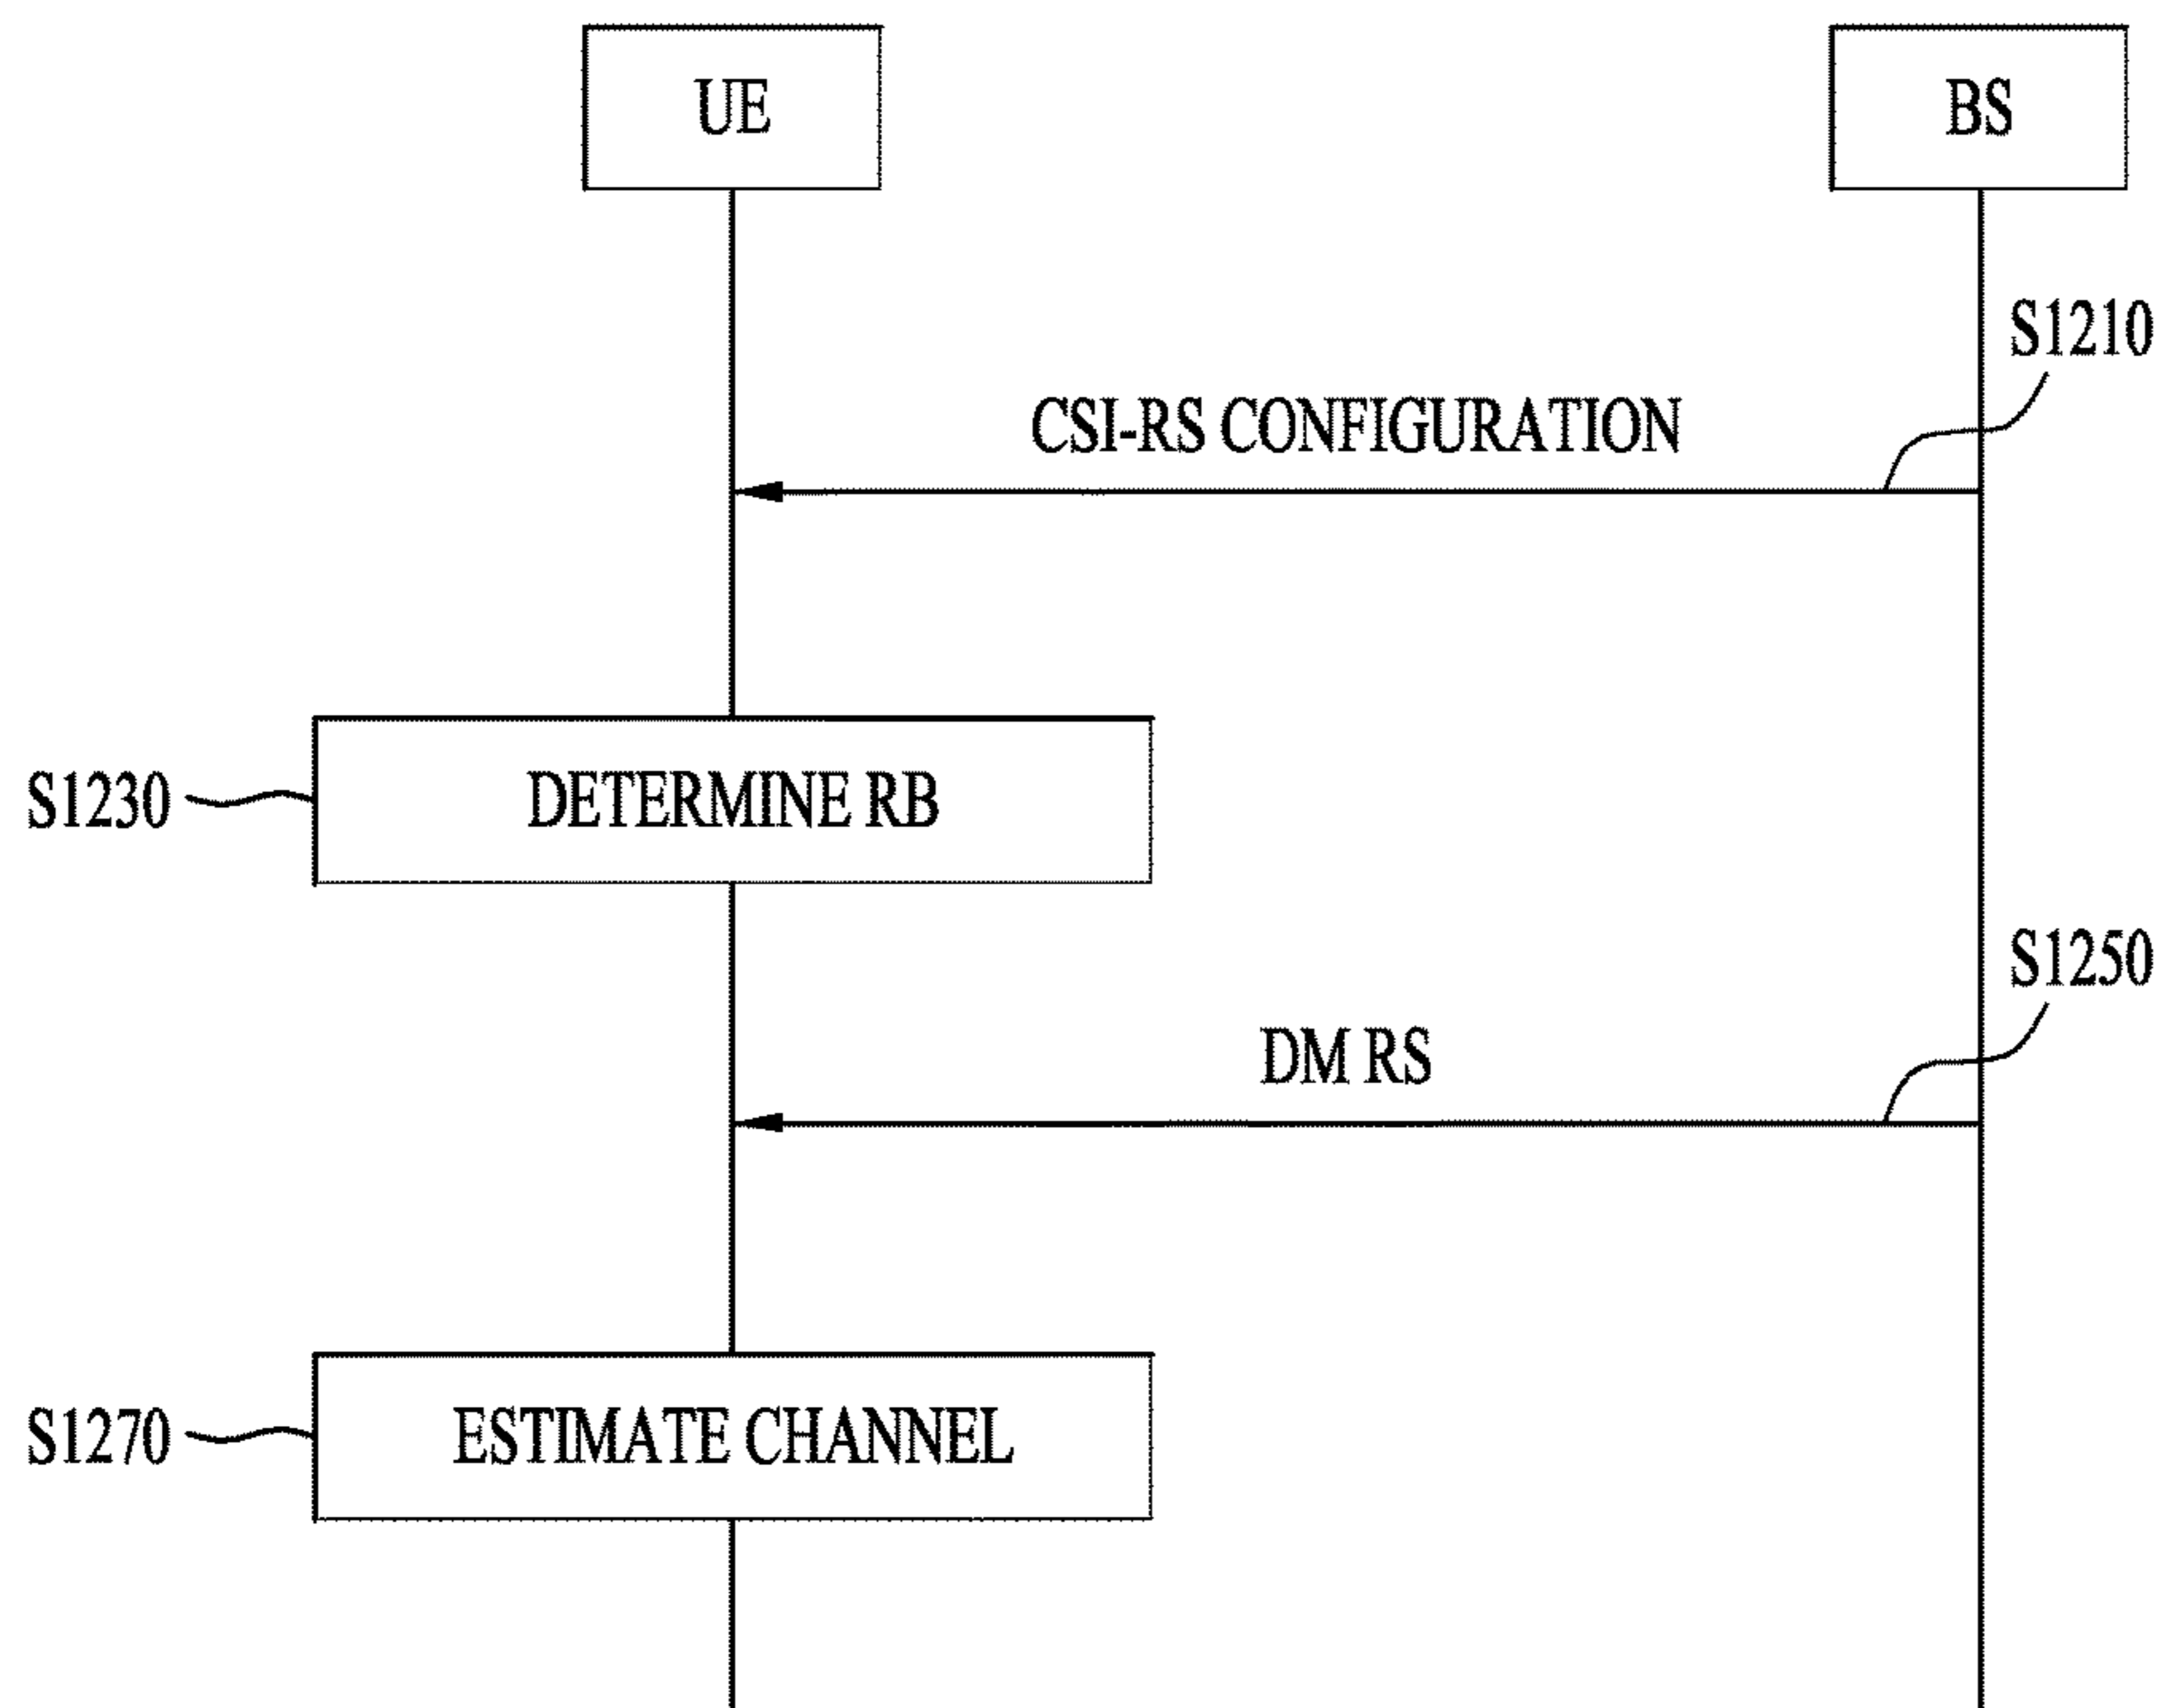 UE
BS
S1210
CSI-RS CONFIGURATION
S1230
DETERMINE RB
S1250
DM RS
S1270
ESTIMATE CHANNEL